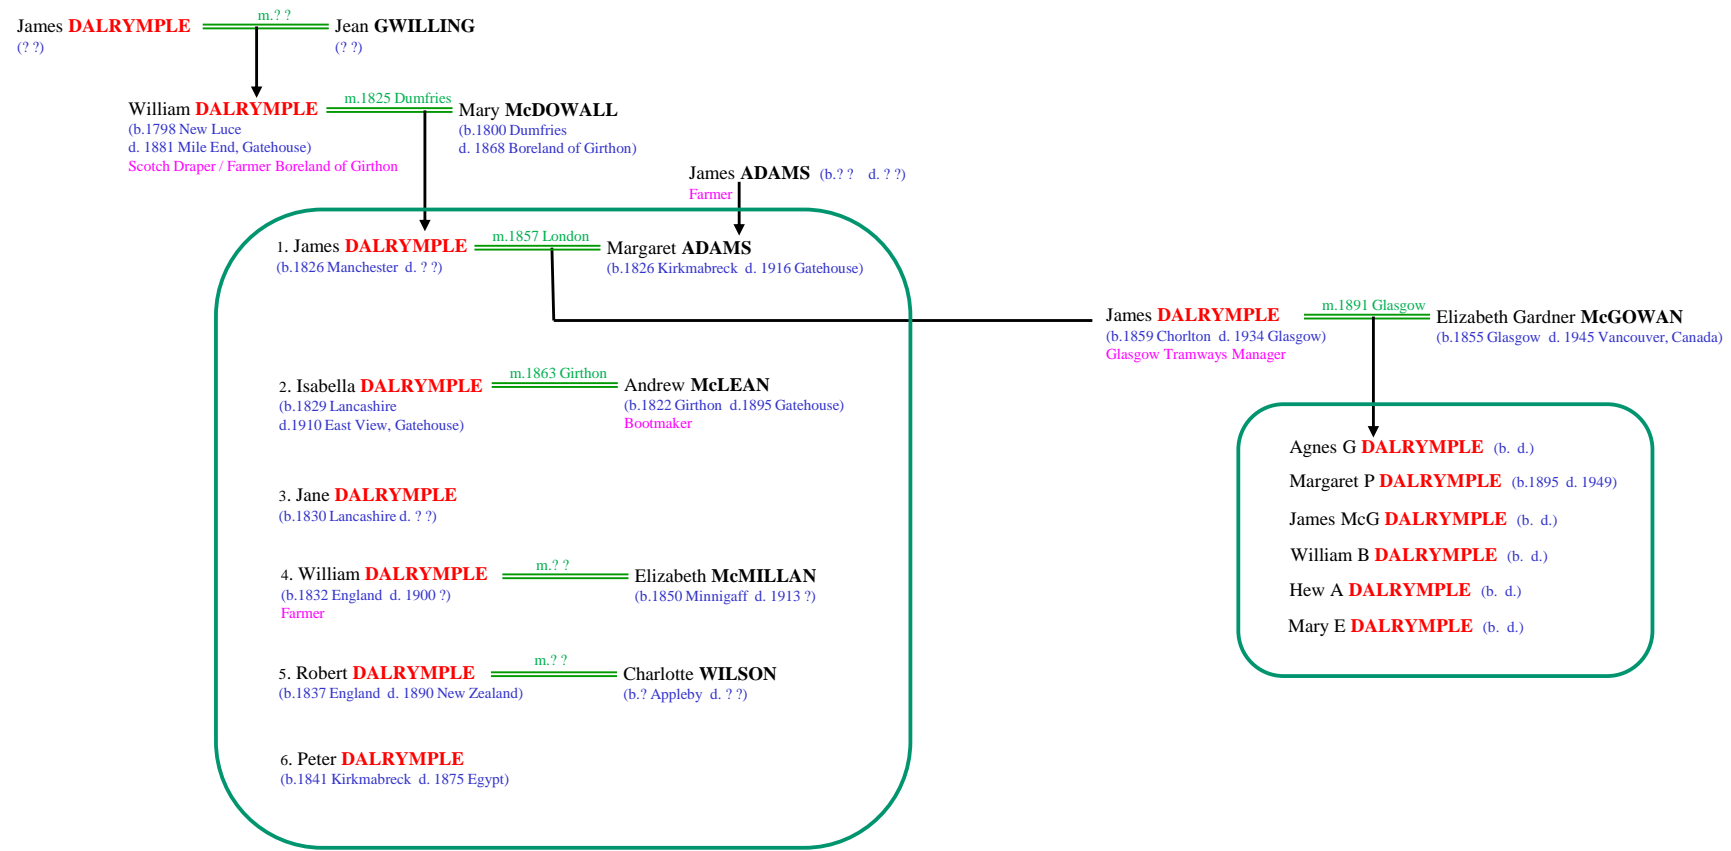 m.? ?
James DALRYMPLE Jean GWILLING
(? ?) (? ?)
m.1825 Dumfries
William DALRYMPLE Mary McDOWALL
(b.1798 New Luce (b.1800 Dumfries
d. 1881 Mile End, Gatehouse) d. 1868 Boreland of Girthon)
Scotch Draper / Farmer Boreland of Girthon
James ADAMS (b.? ? d. ? ?)
Farmer
m.1857 London
1. James DALRYMPLE Margaret ADAMS
(b.1826 Manchester d. ? ?) (b.1826 Kirkmabreck d. 1916 Gatehouse)
m.1891 Glasgow
James DALRYMPLE Elizabeth Gardner McGOWAN
(b.1859 Chorlton d. 1934 Glasgow) (b.1855 Glasgow d. 1945 Vancouver, Canada)
Glasgow Tramways Manager
m.1863 Girthon
2. Isabella DALRYMPLE Andrew McLEAN
(b.1829 Lancashire (b.1822 Girthon d.1895 Gatehouse)
d.1910 East View, Gatehouse) Bootmaker
3. Jane DALRYMPLE
(b.1830 Lancashire d. ? ?)
m.? ?
4. William DALRYMPLE Elizabeth McMILLAN
(b.1832 England d. 1900 ?) (b.1850 Minnigaff d. 1913 ?)
Farmer
m.? ?
5. Robert DALRYMPLE Charlotte WILSON
(b.1837 England d. 1890 New Zealand) (b.? Appleby d. ? ?)
6. Peter DALRYMPLE
(b.1841 Kirkmabreck d. 1875 Egypt)
Agnes G DALRYMPLE (b. d.)
Margaret P DALRYMPLE (b.1895 d. 1949)
James McG DALRYMPLE (b. d.)
William B DALRYMPLE (b. d.)
Hew A DALRYMPLE (b. d.)
Mary E DALRYMPLE (b. d.)